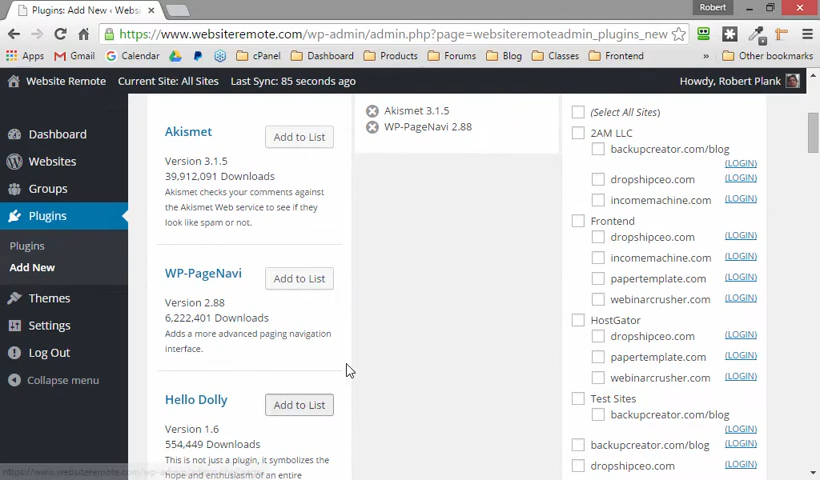 Robert
Plugins: Add New ‹ Websi
https://www.websiteremote.com/wp-admin/admin.php?page=websiteremoteadmin_plugins_new
Apps Gmail Calendar cPanel Dashboard Products Forums Blog Classes Frontend » Other bookmarks
Website Remote Current Site: All Sites Last Sync: 85 seconds ago Howdy, Robert Plank
Dashboard
Websites
Groups
Plugins
Plugins
Add New
Themes
Settings
Log Out
Collapse menu
Akismet
Add to List
Version 3.1.5
39,912,091 Downloads
Akismet checks your comments against
the Akismet Web service to see if they
look like spam or not.
WP-PageNavi
Add to List
Version 2.88
6,222,401 Downloads
Adds a more advanced paging navigation
interface.
Hello Dolly
Add to List
Version 1.6
554,449 Downloads
This is not just a plugin, it symbolizes the
hope and enthusiasm of an entire
Akismet 3.1.5
WP-PageNavi 2.88
(Select All Sites)
2AM LLC
backupcreator.com/blog
(LOGIN)
dropshipceo.com (LOGIN)
incomemachine.com (LOGIN)
Frontend
dropshipceo.com (LOGIN)
incomemachine.com (LOGIN)
papertemplate.com (LOGIN)
webinarcrusher.com (LOGIN)
HostGator
dropshipceo.com (LOGIN)
papertemplate.com (LOGIN)
webinarcrusher.com (LOGIN)
Test Sites
backupcreator.com/blog
(LOGIN)
backupcreator.com/blog (LOGIN)
dropshipceo.com (LOGIN)